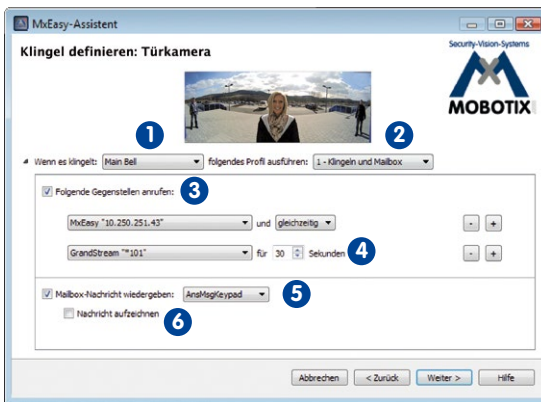 MxEasy-Assistent
Klingel definieren: Türkamera
Security-Vision-Systems
MOBOTIX
1
2
Wenn es klingelt: Main Bell folgendes Profil ausführen: 1 - Klingeln und Mailbox
Folgende Gegenstellen anrufen: 3
MxEasy "10.250.251.43" und gleichzeitig - +
GrandStream "*101" für 30 Sekunden 4 - +
Mailbox-Nachricht wiedergeben: AnsMsgKeypad 5
Nachricht aufzeichnen 6
Abbrechen < Zurück Weiter > Hilfe